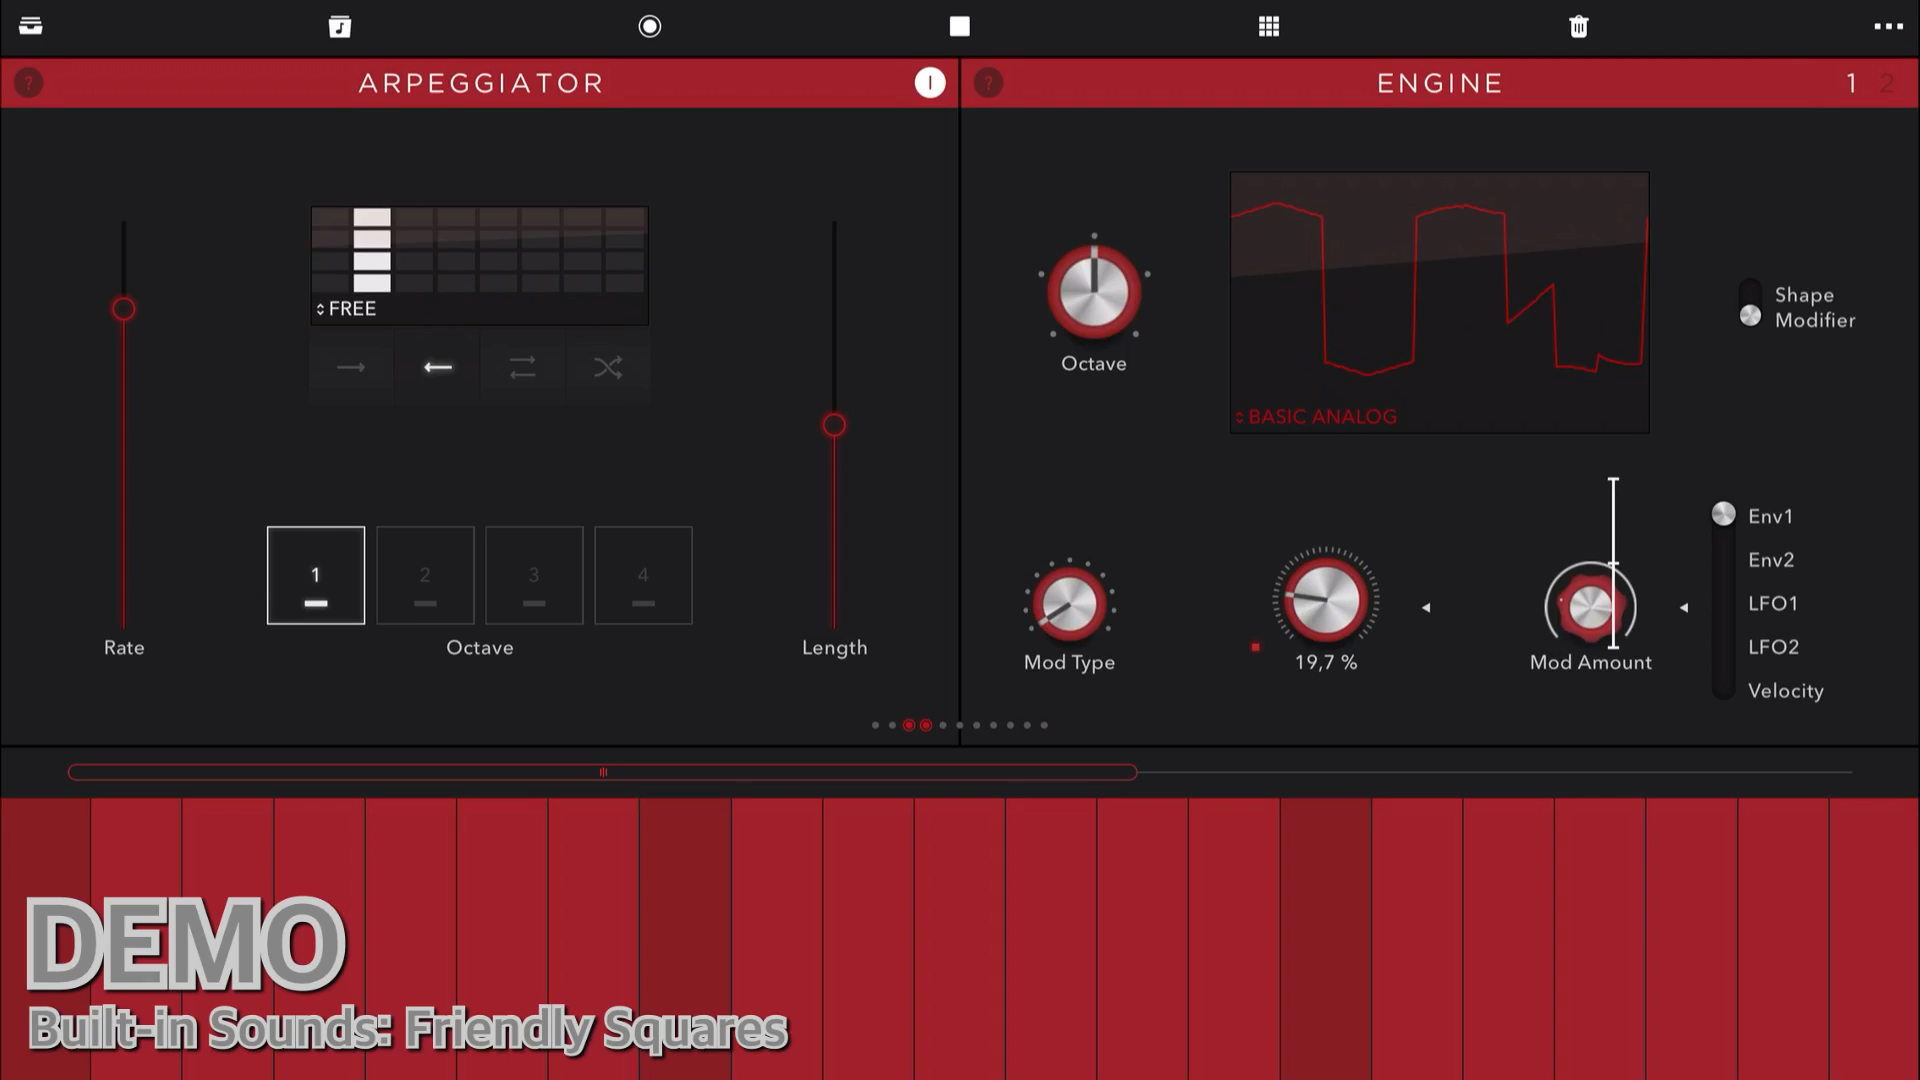 ? ARPEGGIATOR I
? ENGINE 1 2
FREE
Octave
BASIC ANALOG
Shape
Modifier
1 2 3 4
Rate
Octave
Length
Mod Type
19,7 %
Mod Amount
Env1
Env2
LFO1
LFO2
Velocity
DEMO
Built-in Sounds: Friendly Squares